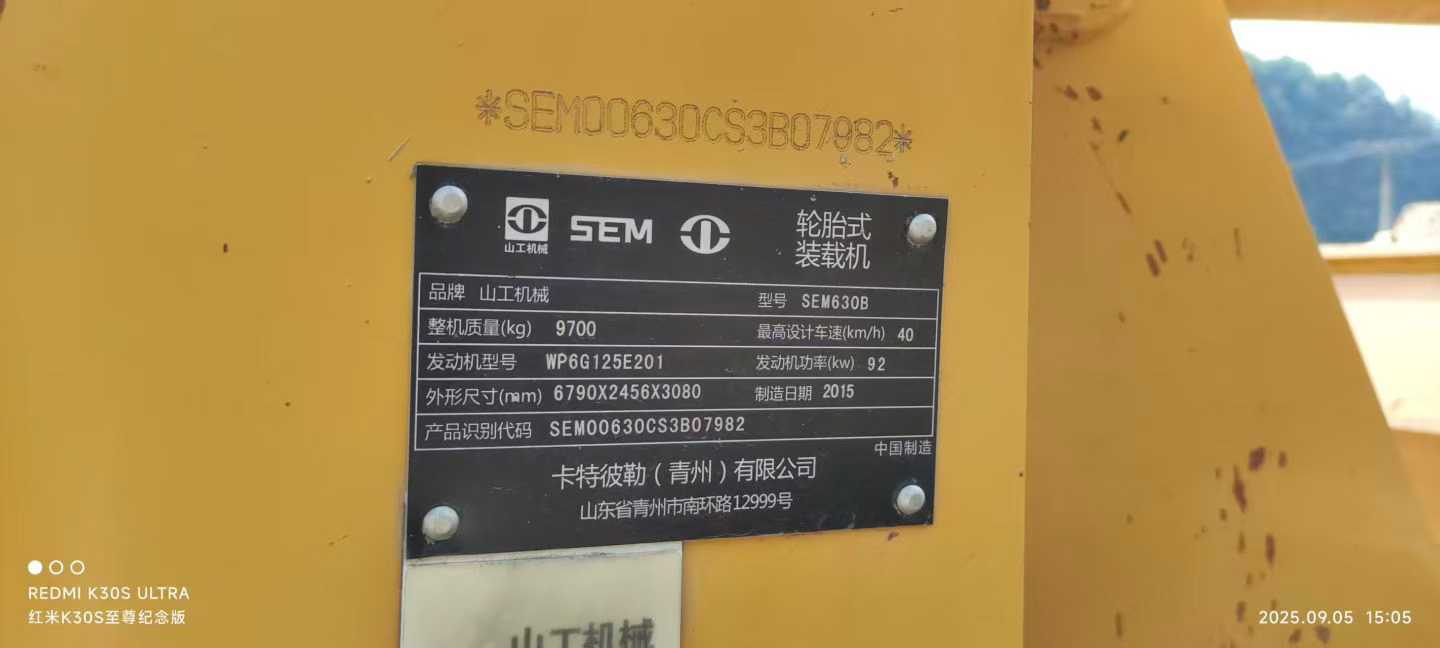 *SEM00630CS3B07982*
山工机械
SEM
轮胎式
装载机
品牌 山工机械 型号 SEM630B
整机质量(kg) 9700 最高设计车速(km/h) 40
发动机型号 WP6G125E201 发动机功率(kw) 92
外形尺寸(mm) 6790X2456X3080 制造日期 2015
产品识别代码 SEM00630CS3B07982
中国制造
卡特彼勒(青州)有限公司
山东省青州市南环路12999号
山工机械
REDMI K30S ULTRA
红米K30S至尊纪念版
2025.09.05 15:05